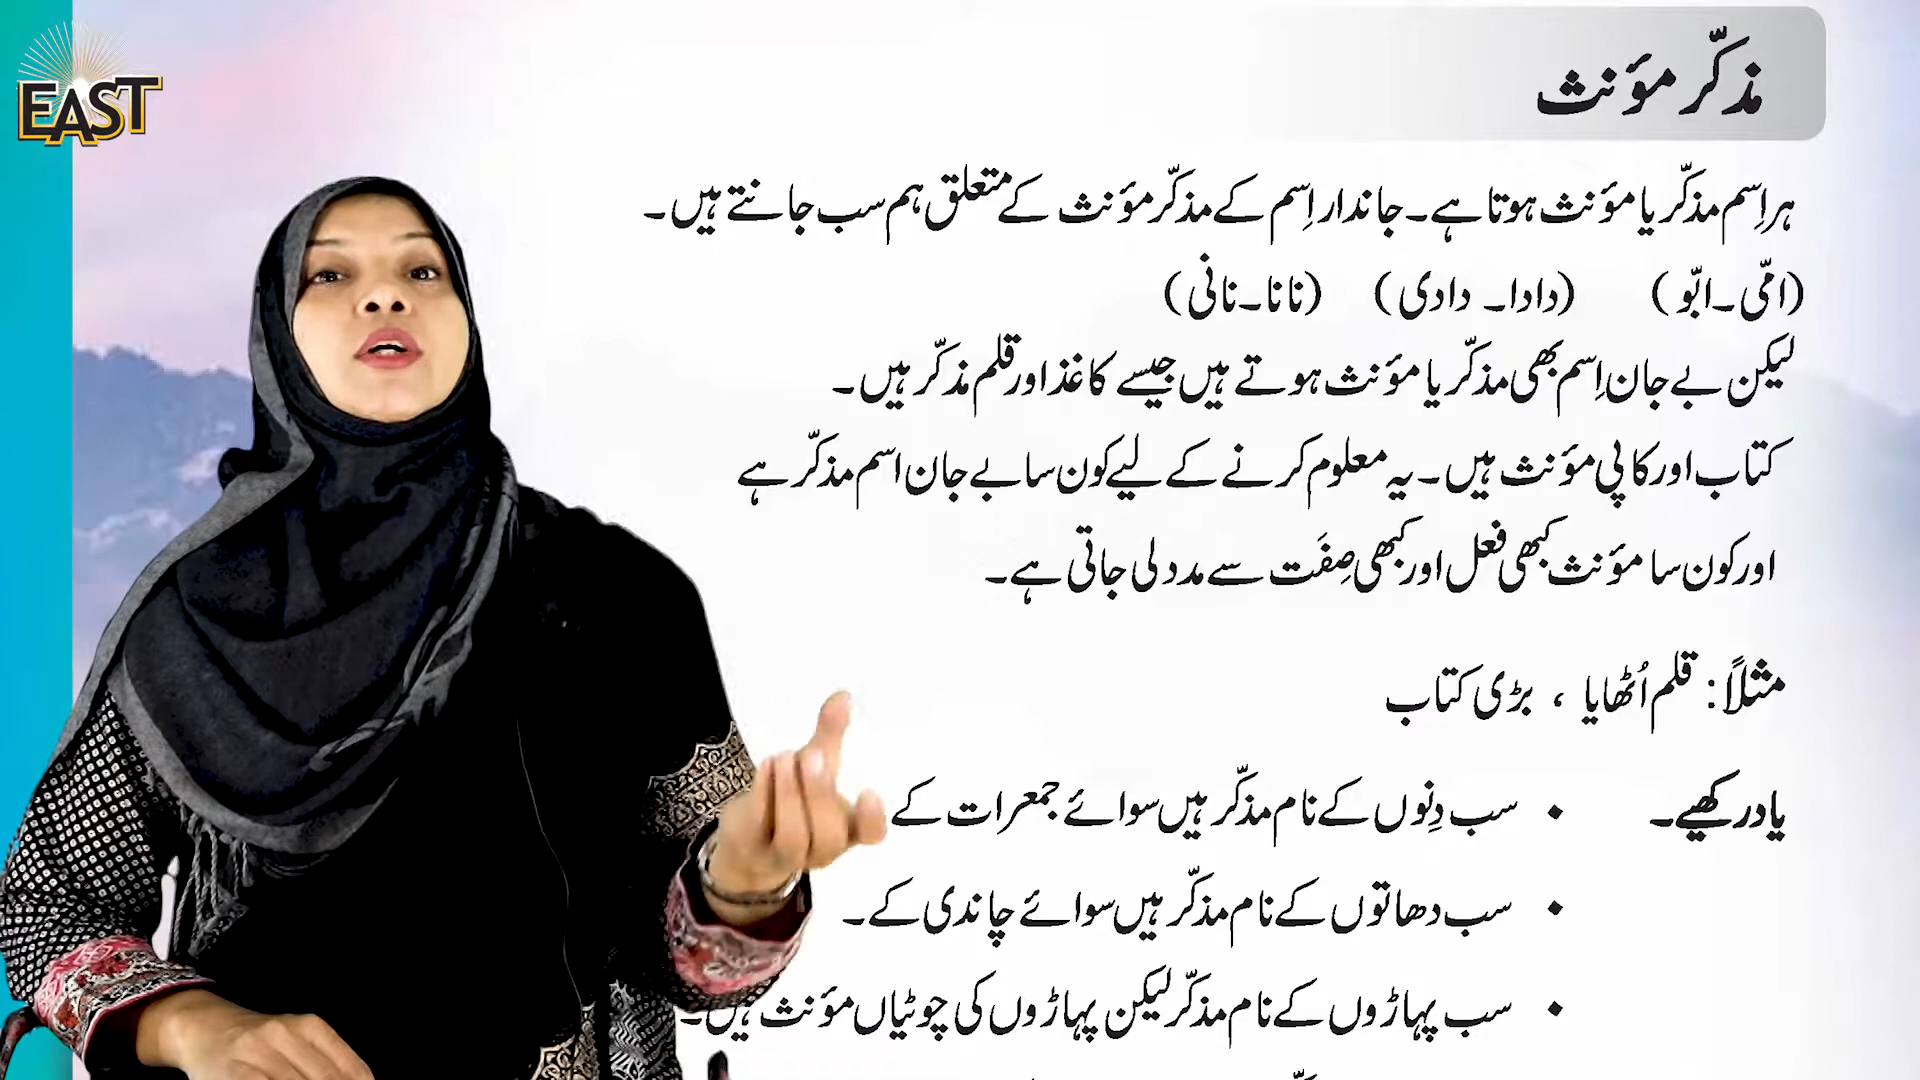 EAST
مذکّر مؤنث
ہر اِسم مذکّر یا مؤنث ہوتا ہے۔ جاندار اِسم کے مذکّر مؤنث کے متعلق ہم سب جانتے ہیں۔
(امّی۔ابّو) (دادا۔ دادی) (نانا۔نانی)
لیکن بے جان اِسم بھی مذکّر یا مؤنث ہوتے ہیں جیسے کاغذ اور قلم مذکّر ہیں۔
کتاب اور کاپی مؤنث ہیں۔ یہ معلوم کرنے کے لیے کون سا بے جان اسم مذکّر ہے
اور کون سا مؤنث کبھی فعل اور کبھی صِفَت سے مدد لی جاتی ہے۔
مثلاً: قلم اُٹھایا ، بڑی کتاب
یاد رکھیے۔ • سب دِنوں کے نام مذکّر ہیں سوائے جمعرات کے
• سب دھاتوں کے نام مذکّر ہیں سوائے چاندی کے۔
• سب پہاڑوں کے نام مذکّر لیکن پہاڑوں کی چوٹیاں مؤنث ہیں۔